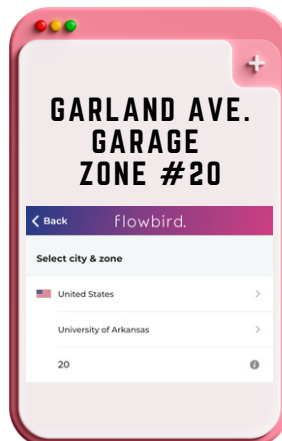 GARLAND AVE.
GARAGE
ZONE #20
Back flowbird.
Select city & zone
United States
University of Arkansas
20